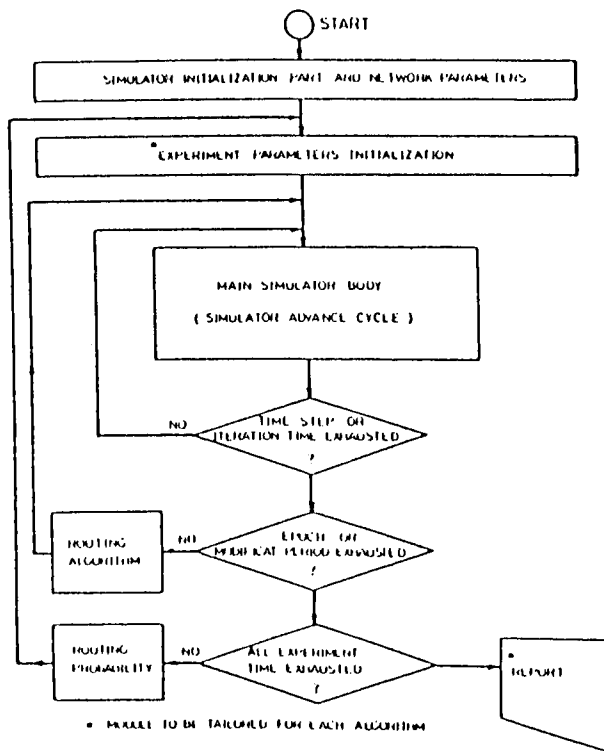 START
SIMULATOR INITIALIZATION PART AND NETWORK PARAMETERS
* EXPERIMENT PARAMETERS INITIALIZATION
MAIN SIMULATOR BODY
( SIMULATOR ADVANCE CYCLE )
TIME STEP OR
ITERATION TIME EXHAUSTED
?
NO
EPOCH OR
MODIFICAT PERIOD EXHAUSTED
?
NO
ROUTING
ALGORITHM
ALL EXPERIMENT
TIME EXHAUSTED
?
NO
ROUTING
PROBABILITY
*
REPORT
* MODULE TO BE TAILORED FOR EACH ALGORITHM